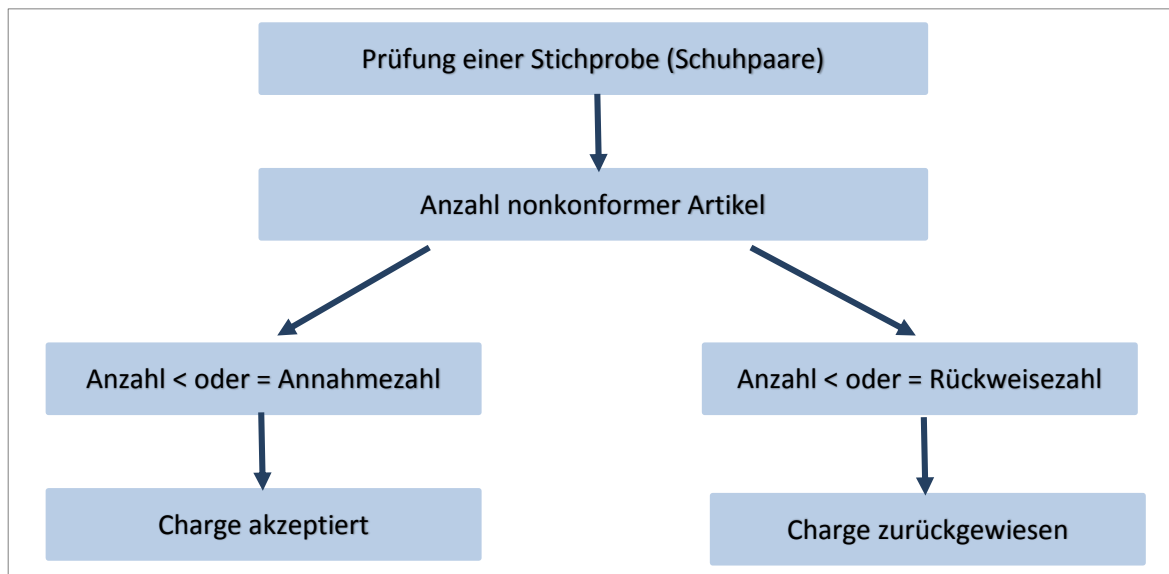 Prüfung einer Stichprobe (Schuhpaare)
Anzahl nonkonformer Artikel
Anzahl < oder = Annahmezahl
Anzahl < oder = Rückweisezahl
Charge akzeptiert
Charge zurückgewiesen